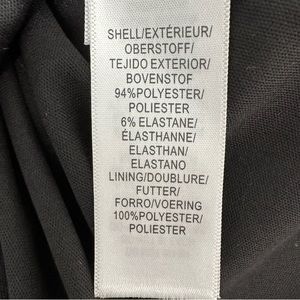 SHELL/EXTÉRIEUR/
OBERSTOFF/
TEJIDO EXTERIOR/
BOVENSTOF
94%POLYESTER/
POLIESTER
6% ELASTANE/
ÉLASTHANNE/
ELASTHAN/
ELASTANO
LINING/DOUBLURE/
FUTTER/
FORRO/VOERING
100%POLYESTER/
POLIESTER